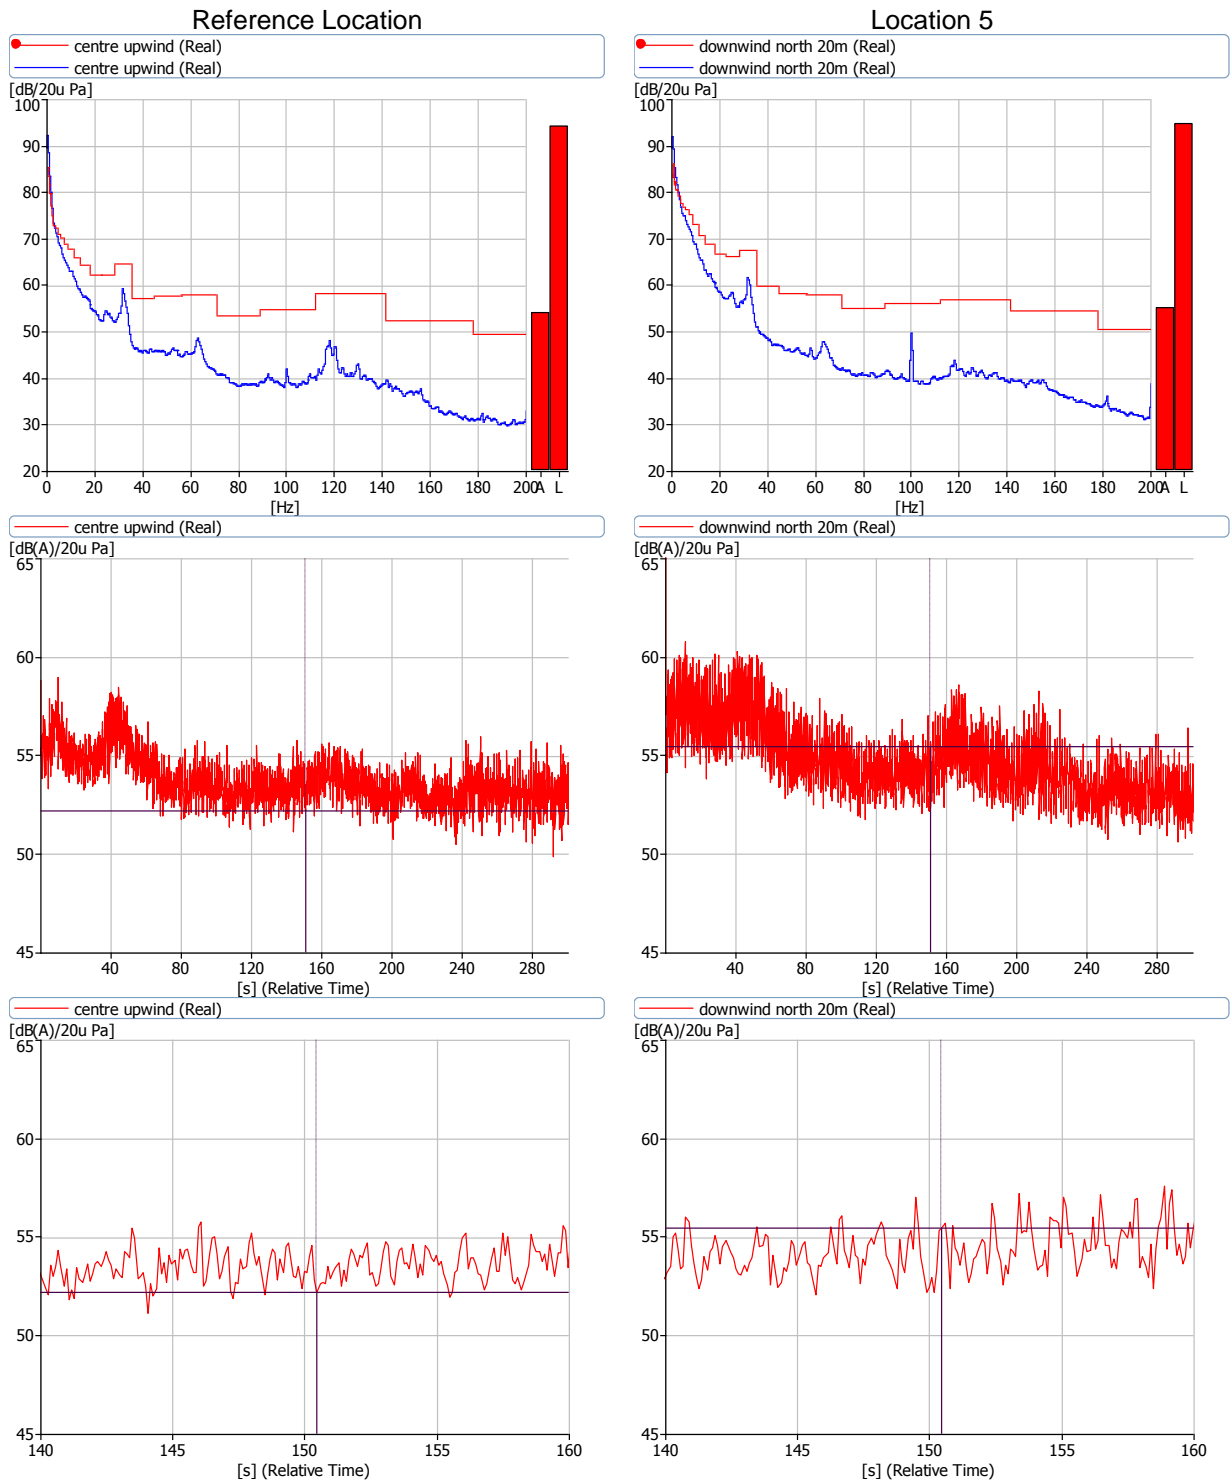 Reference Location
centre upwind (Real)
centre upwind (Real)
[dB/20u Pa]
100
90
80
70
60
50
40
30
20
0 20 40 60 80 100 120 140 160 180 200 A L
[Hz]
Location 5
downwind north 20m (Real)
downwind north 20m (Real)
[dB/20u Pa]
100
90
80
70
60
50
40
30
20
0 20 40 60 80 100 120 140 160 180 200 A L
[Hz]
centre upwind (Real)
[dB(A)/20u Pa]
65
60
55
50
45
40 80 120 160 200 240 280
[s] (Relative Time)
downwind north 20m (Real)
[dB(A)/20u Pa]
65
60
55
50
45
40 80 120 160 200 240 280
[s] (Relative Time)
centre upwind (Real)
[dB(A)/20u Pa]
65
60
55
50
45
140 145 150 155 160
[s] (Relative Time)
downwind north 20m (Real)
[dB(A)/20u Pa]
65
60
55
50
45
140 145 150 155 160
[s] (Relative Time)